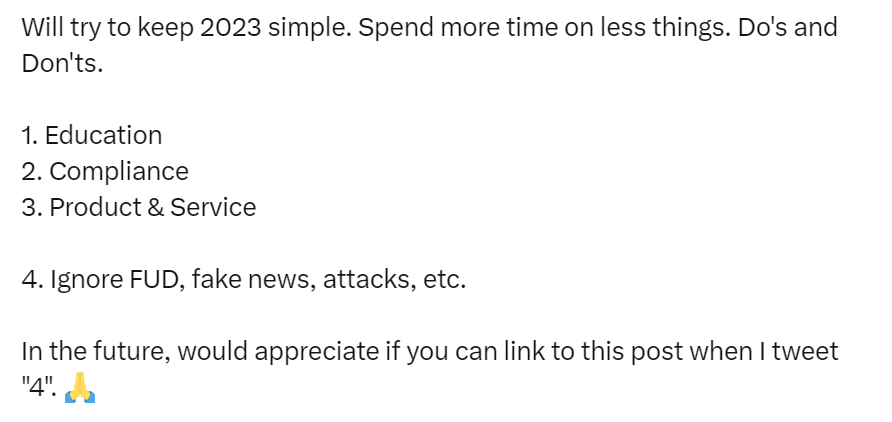 Will try to keep 2023 simple. Spend more time on less things. Do's and
Don'ts.
1. Education
2. Compliance
3. Product & Service
4. Ignore FUD, fake news, attacks, etc.
In the future, would appreciate if you can link to this post when I tweet
"4". 🙏